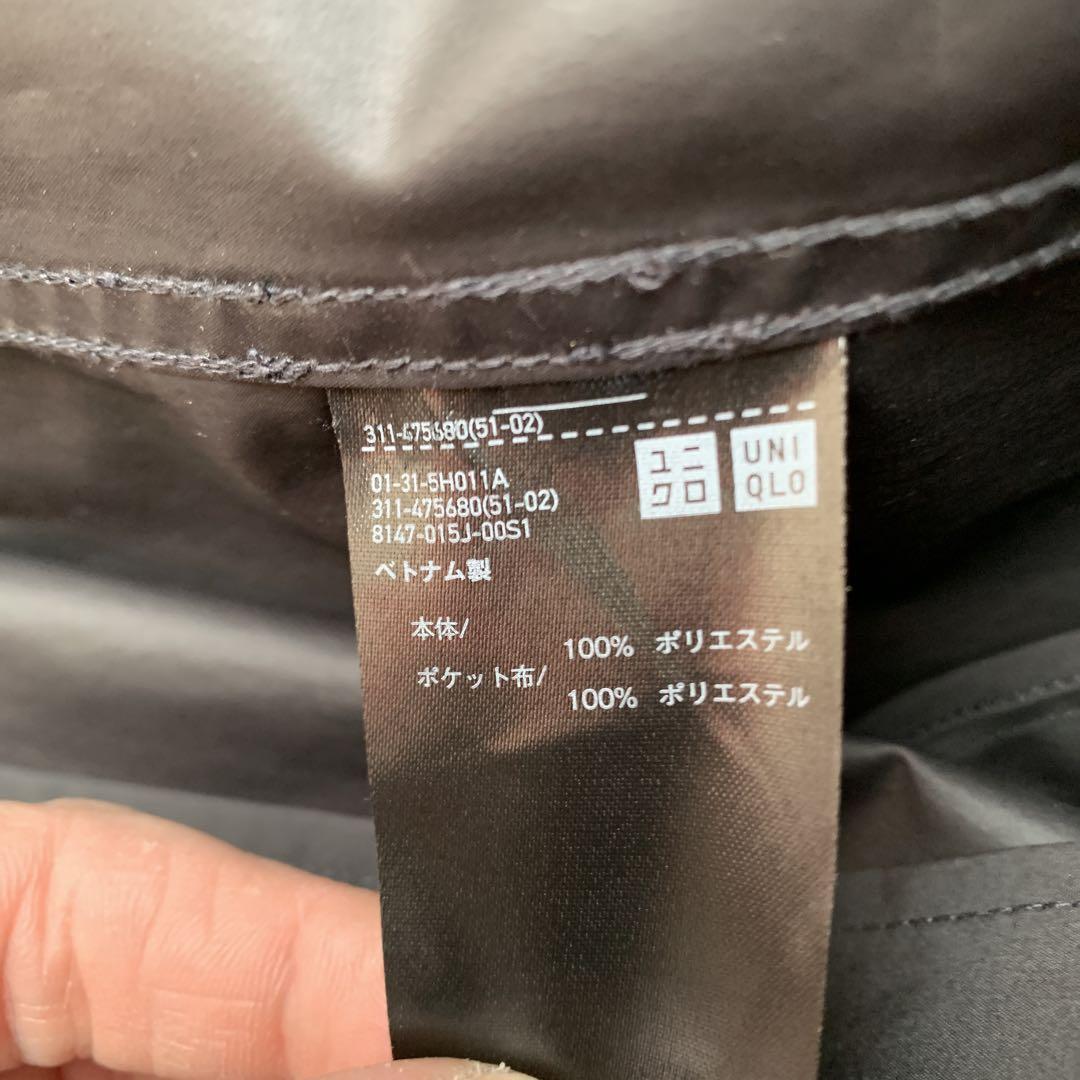 311-475680(51-02)
ユニ
クロ
UNI
QLO
01-31-5H011A
311-475680(51-02)
8147-015J-00S1
ベトナム製
本体/
100% ポリエステル
ポケット布/
100% ポリエステル